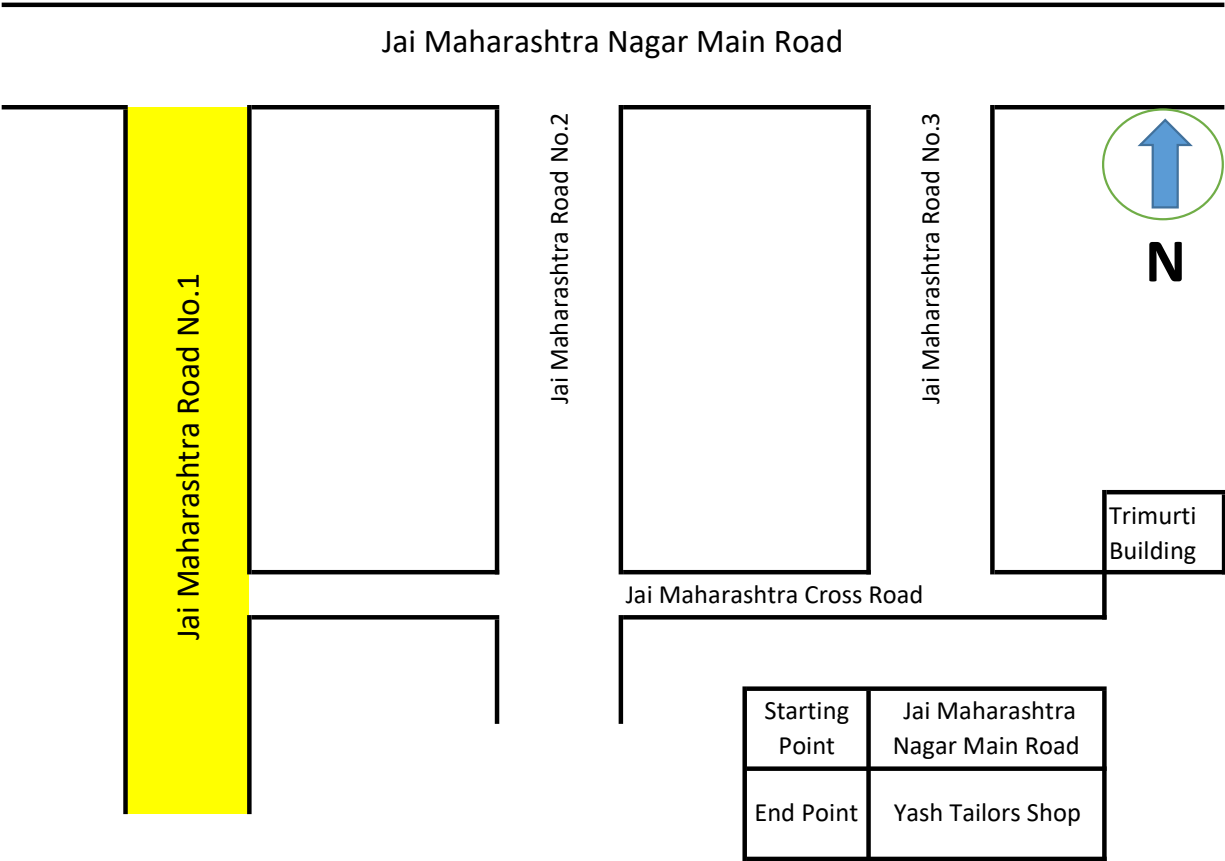 Jai Maharashtra Nagar Main Road
Jai Maharashtra Road No.1
Jai Maharashtra Road No.2
Jai Maharashtra Road No.3
N
Trimurti
Building
Jai Maharashtra Cross Road
Starting
Point
Jai Maharashtra
Nagar Main Road
End Point
Yash Tailors Shop